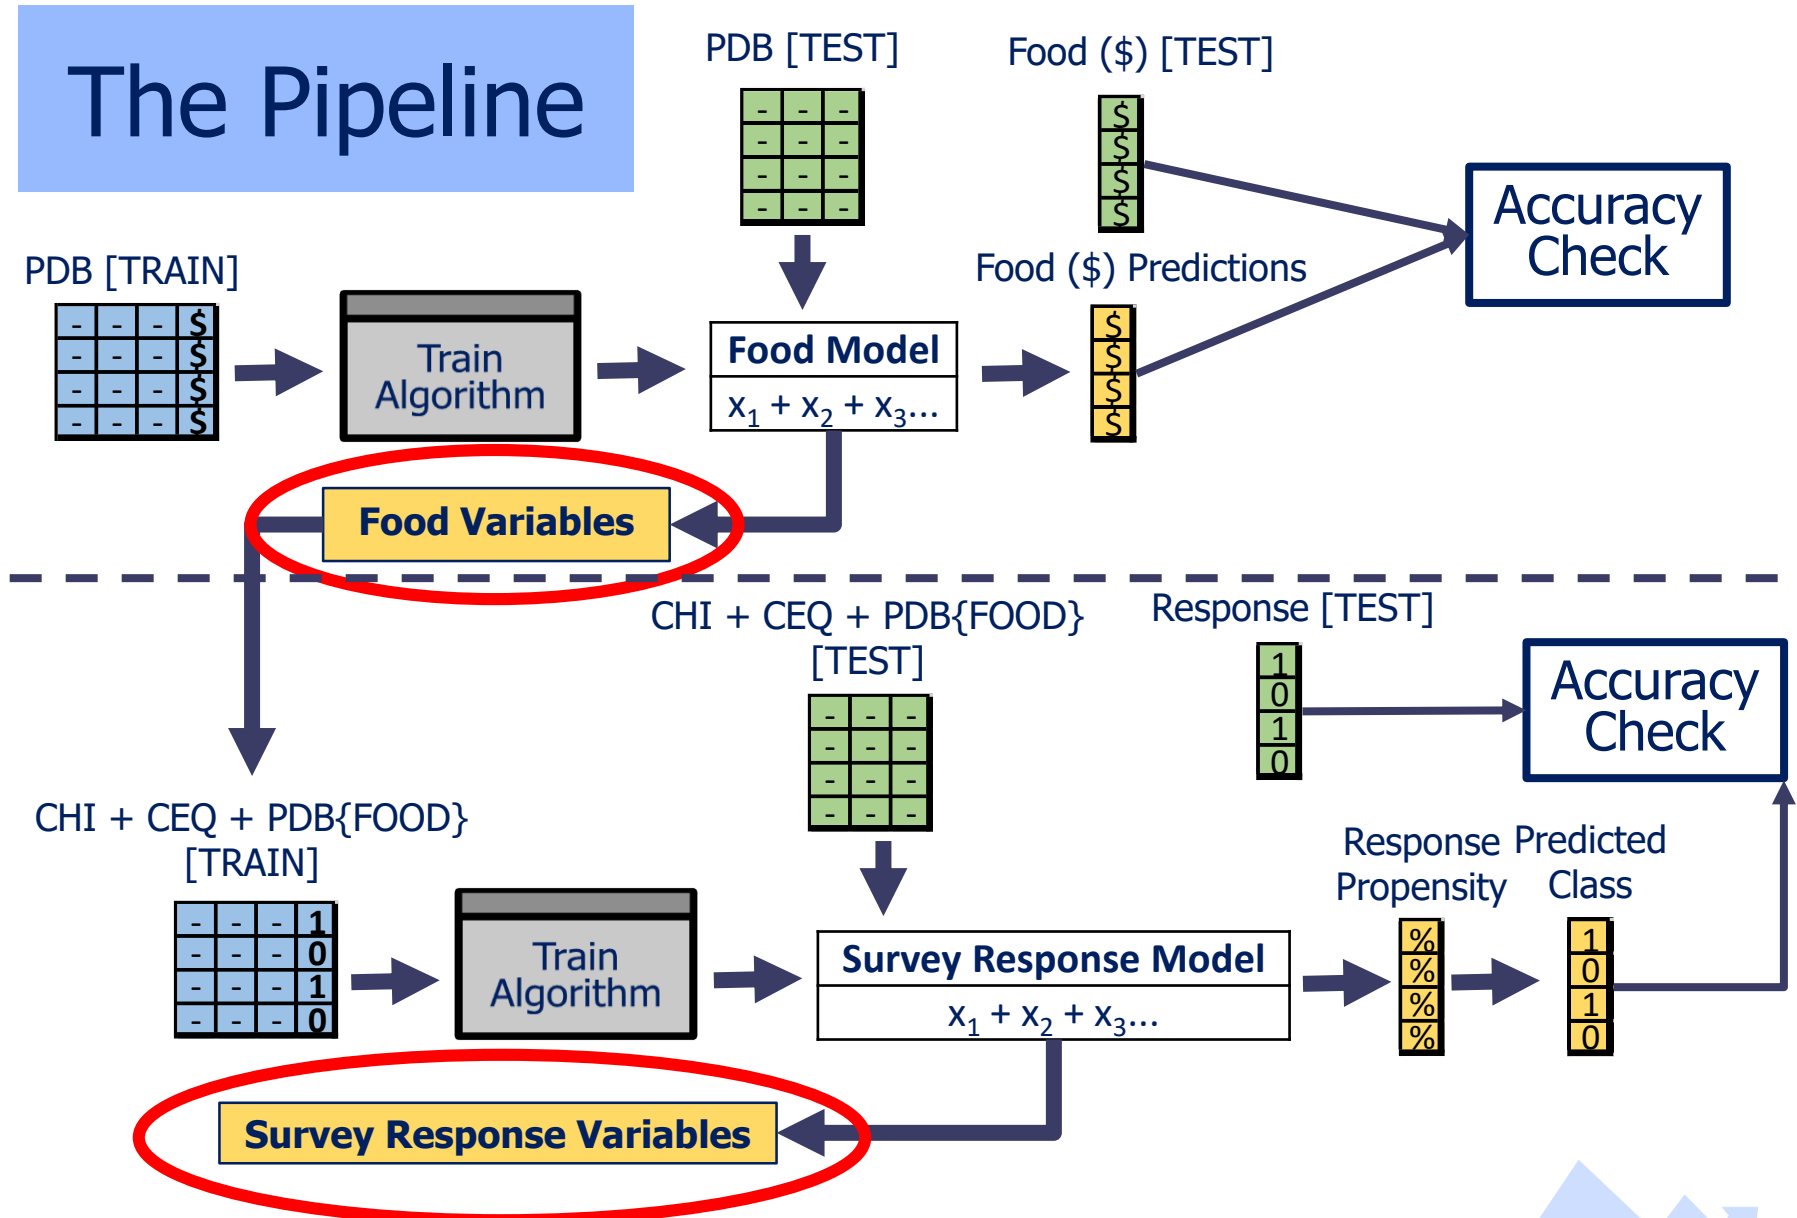 The Pipeline
PDB [TEST]
Food ($) [TEST]
- - -
- - -
- - -
- - -
$
$
$
$
Accuracy
Check
PDB [TRAIN]
- - - $
- - - $
- - - $
- - - $
Train
Algorithm
Food Model
x₁ + x₂ + x₃...
Food ($) Predictions
$
$
$
$
Food Variables
CHI + CEQ + PDB{FOOD}
[TEST]
- - -
- - -
- - -
- - -
Response [TEST]
1
0
1
0
Accuracy
Check
CHI + CEQ + PDB{FOOD}
[TRAIN]
- - - 1
- - - 0
- - - 1
- - - 0
Train
Algorithm
Survey Response Model
x₁ + x₂ + x₃...
Response
Propensity
%
%
%
%
Predicted
Class
1
0
1
0
Survey Response Variables